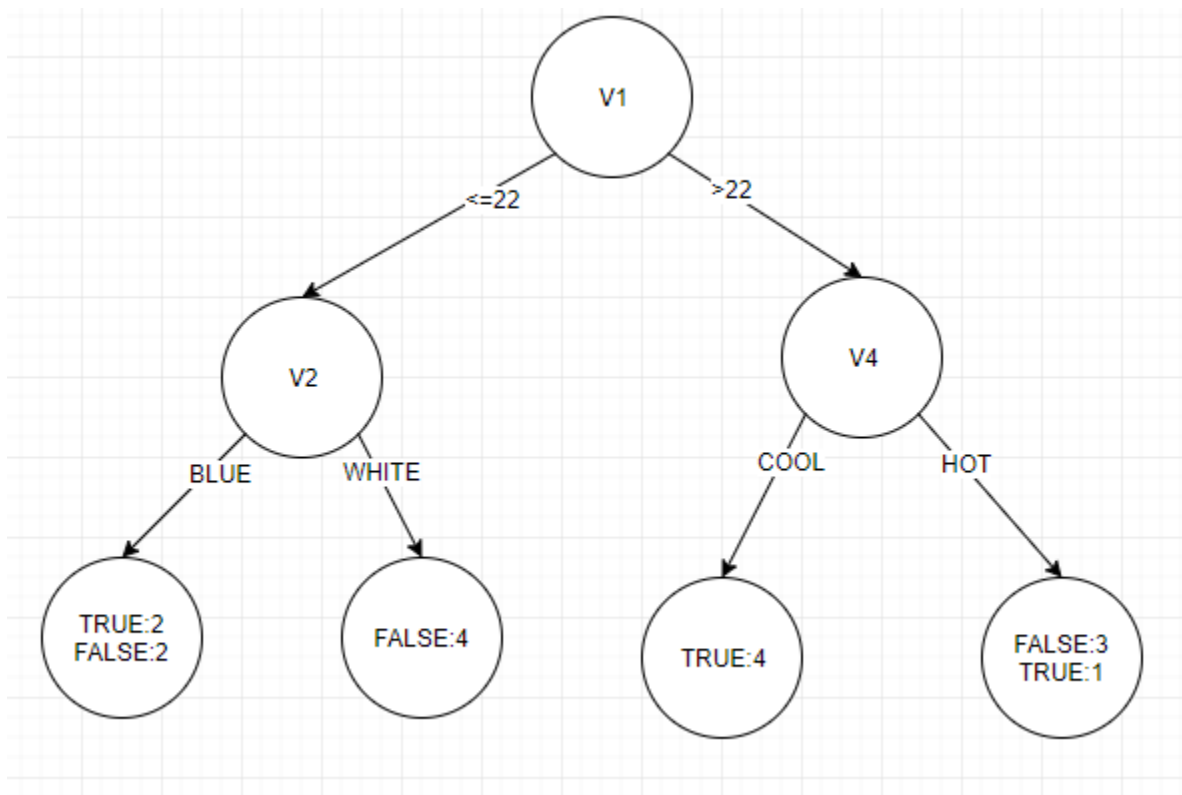 V1
<=22
>22
V2
V4
BLUE
WHITE
COOL
HOT
TRUE:2
FALSE:2
FALSE:4
TRUE:4
FALSE:3
TRUE:1